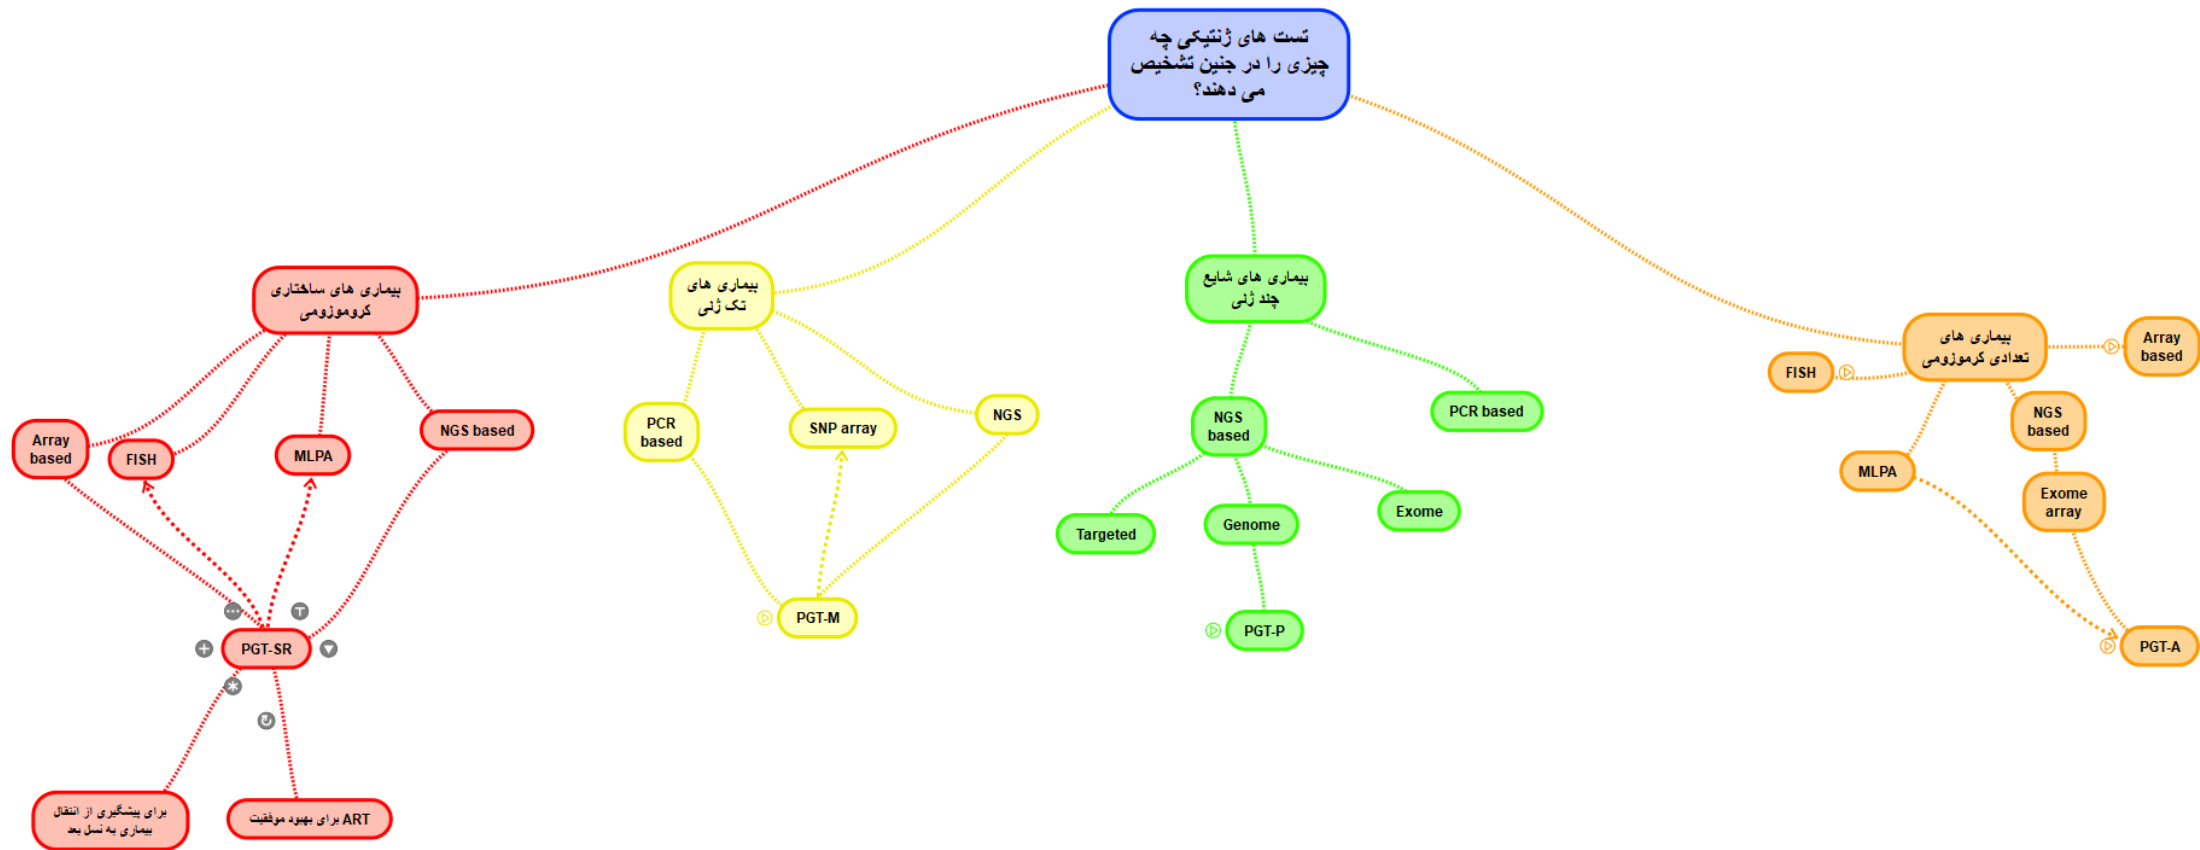 تست های ژنتیکی چه
چیزی را در جنین تشخیص
می دهند؟
بیماری های ساختاری
کروموزومی
Array
based
FISH
MLPA
NGS based
PGT-SR
برای پیشگیری از انتقال
بیماری به نسل بعد
برای بهبود موفقیت ART
بیماری های
تک ژنی
PCR
based
SNP array
NGS
PGT-M
بیماری های شایع
چند ژنی
NGS
based
PCR based
Targeted
Genome
Exome
PGT-P
بیماری های
تعدادی کرموزومی
FISH
Array
based
MLPA
NGS
based
Exome
array
PGT-A